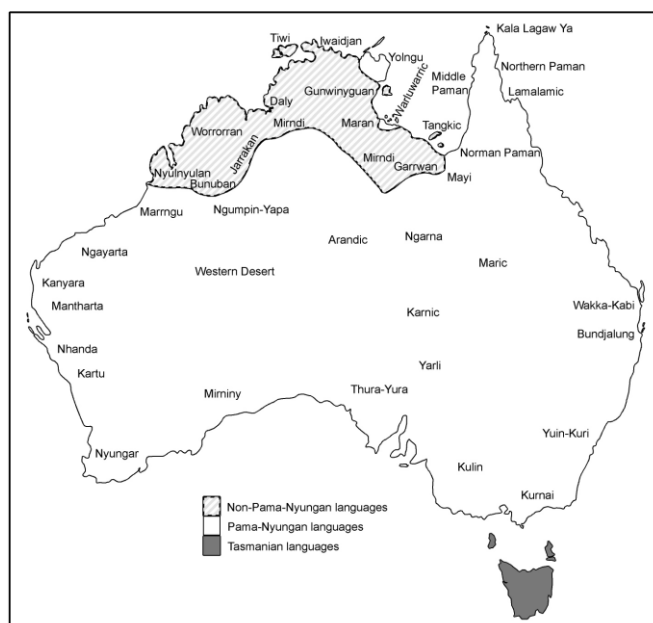 Kala Lagaw Ya
Tiwi
Iwaidjan
Yolngu
Northern Paman
Middle
Paman
Gunwinyguan
Warluwarric
Lamalamic
Daly
Worrorran
Mirndi
Maran
Tangkic
Jarrakan
Norman Paman
Mirndi
Garrwan
Nyulnyulan
Bunuban
Mayi
Marrngu
Ngumpin-Yapa
Arandic
Ngarna
Ngayarta
Western Desert
Maric
Kanyara
Mantharta
Karnic
Wakka-Kabi
Bundjalung
Nhanda
Kartu
Yarli
Mirniny
Thura-Yura
Yuin-Kuri
Nyungar
Kulin
Kurnai
Non-Pama-Nyungan languages
Pama-Nyungan languages
Tasmanian languages